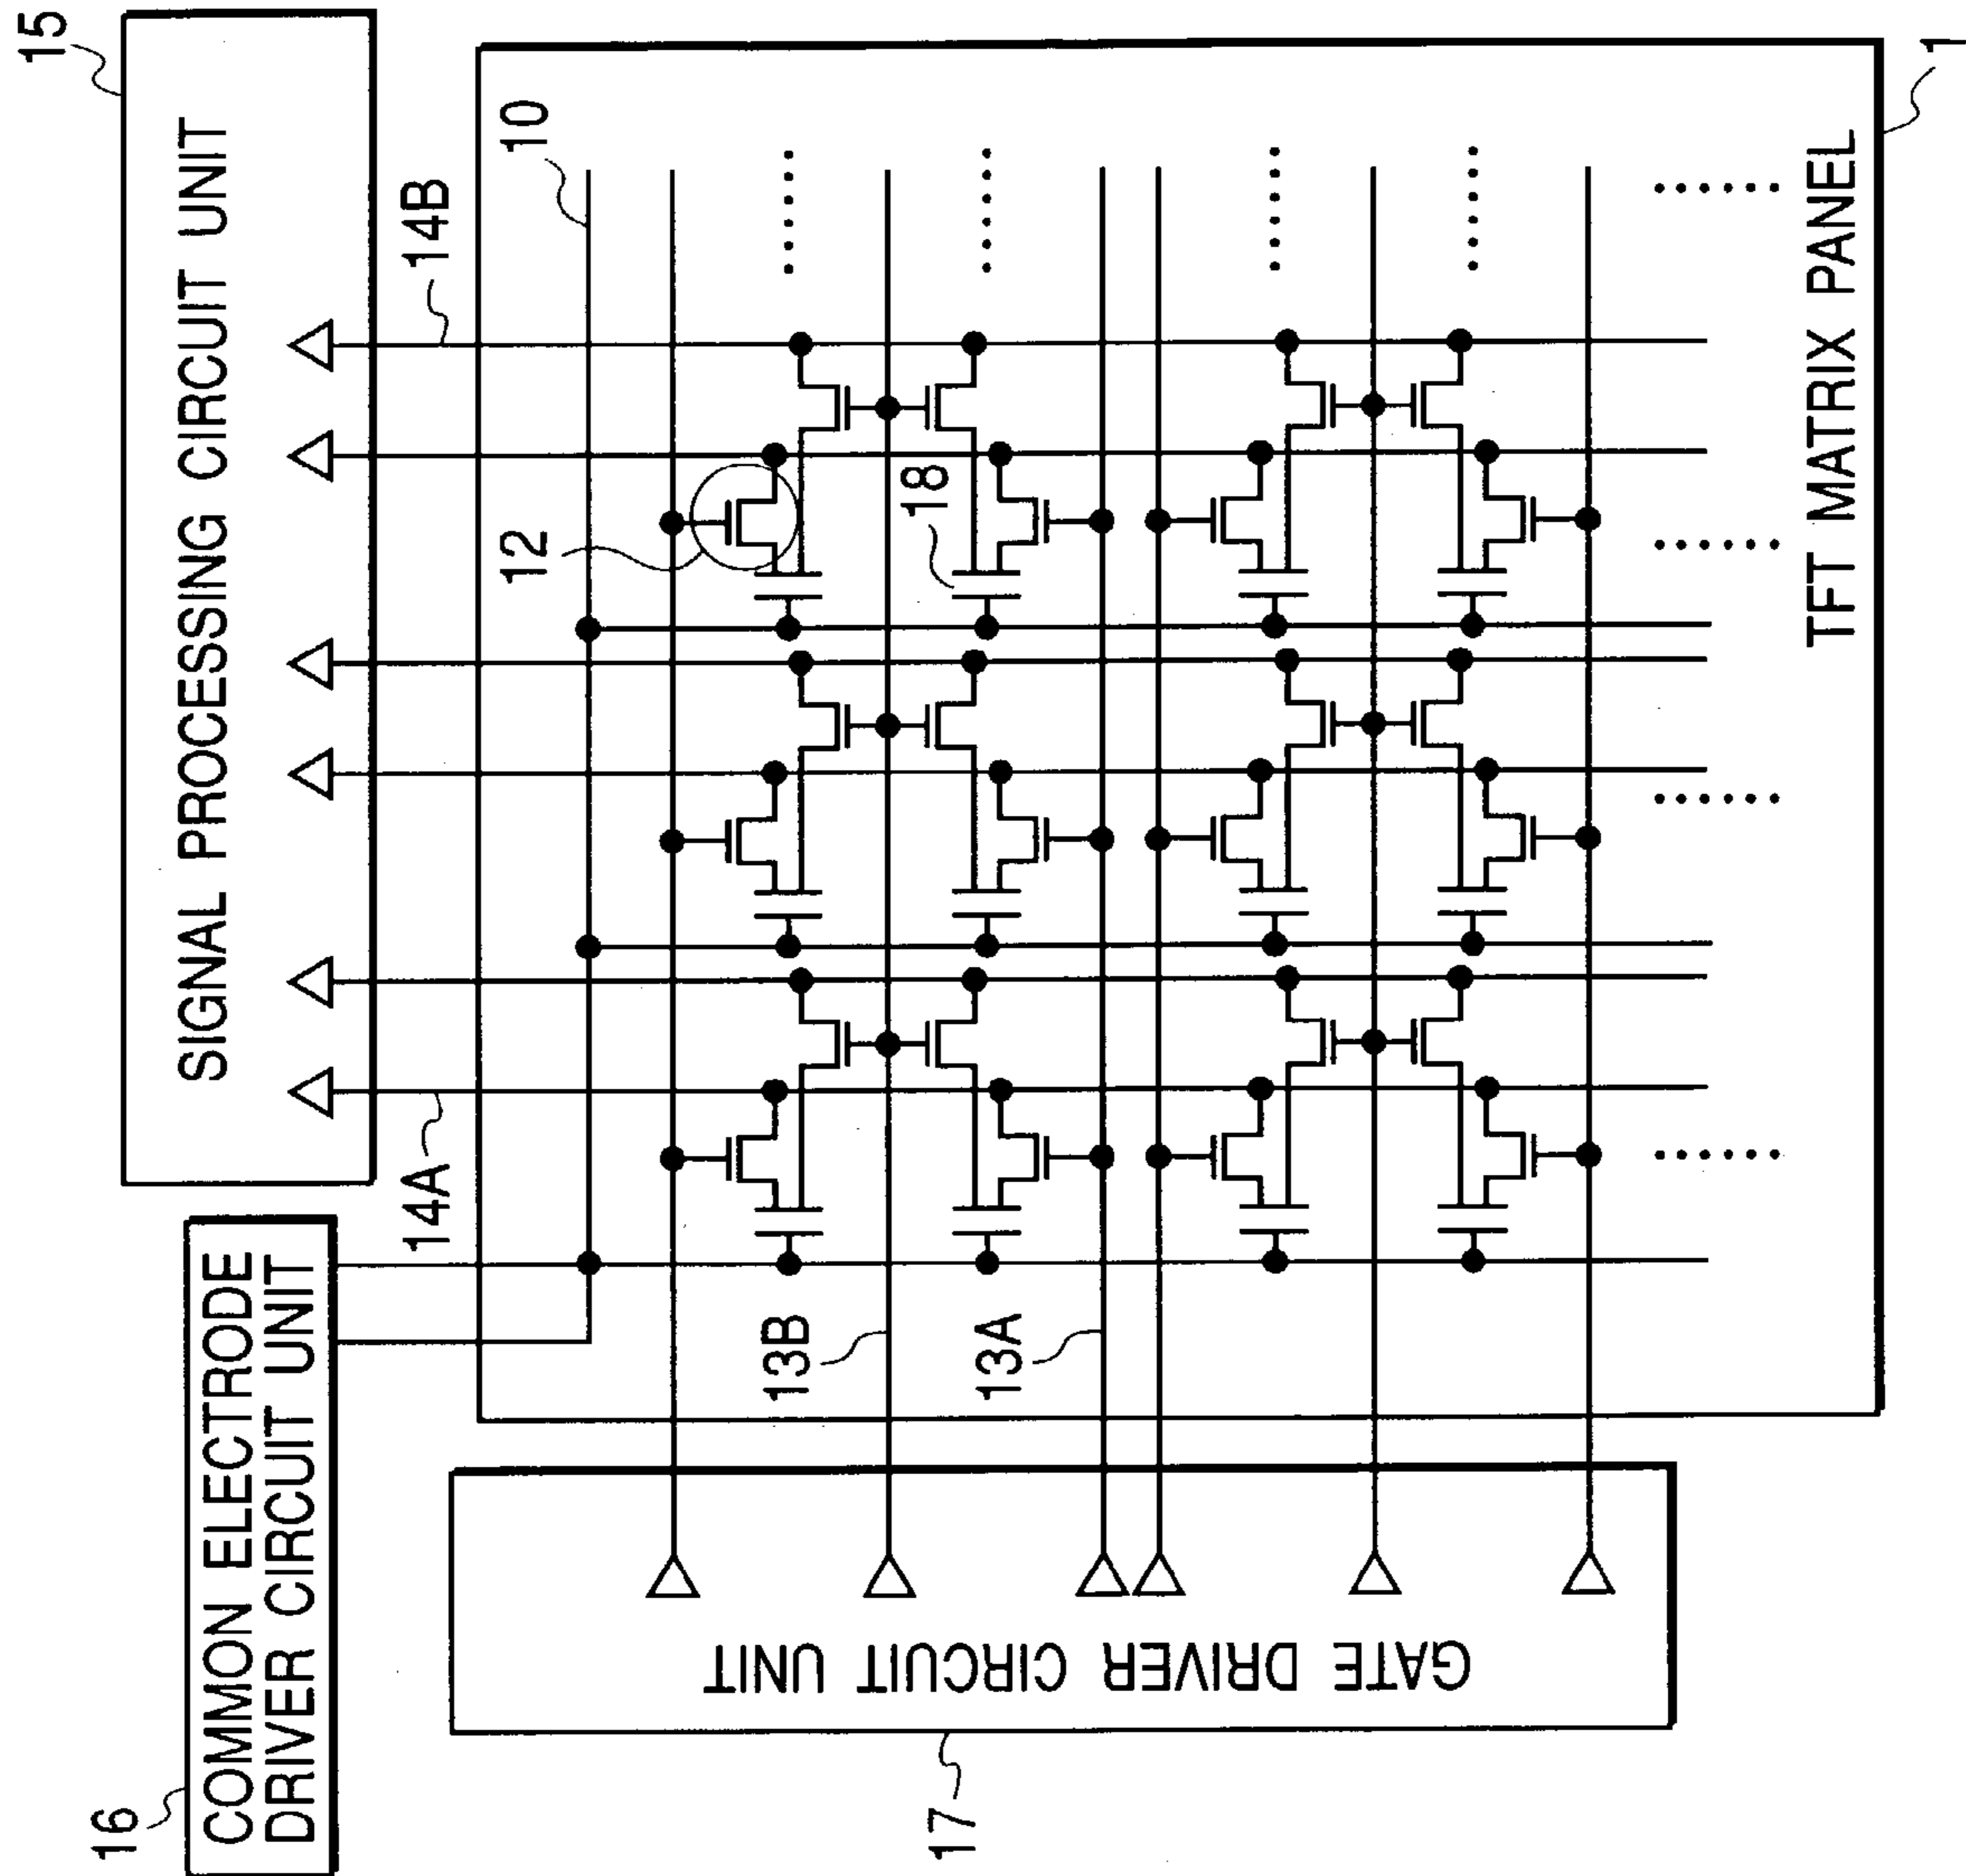 15
SIGNAL PROCESSING CIRCUIT UNIT
16
COMMON ELECTRODE
DRIVER CIRCUIT UNIT
14A
14B
10
12
18
13B
13A
17
GATE DRIVER CIRCUIT UNIT
TFT MATRIX PANEL
1